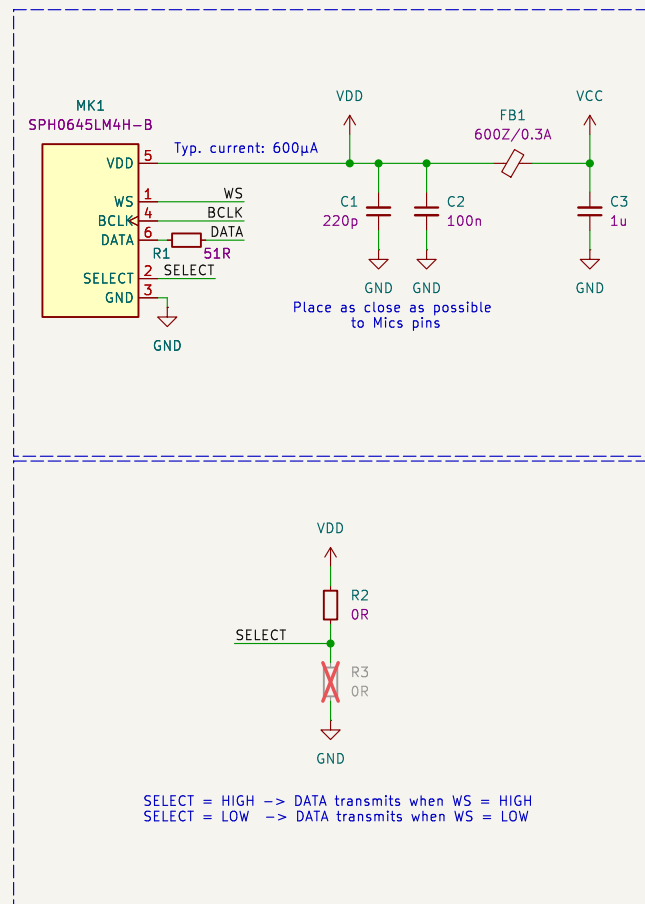 MK1
SPH0645LM4H-B
VDD 5
WS 1 WS
BCLK 4 BCLK
DATA 6 DATA
R1 51R
SELECT 2 SELECT
GND 3
GND
Typ. current: 600µA
VDD
FB1
600Z/0.3A
VCC
C1
220p
C2
100n
C3
1u
GND
GND
GND
Place as close as possible
to Mics pins
VDD
R2
0R
SELECT
R3
0R
GND
SELECT = HIGH -> DATA transmits when WS = HIGH
SELECT = LOW -> DATA transmits when WS = LOW